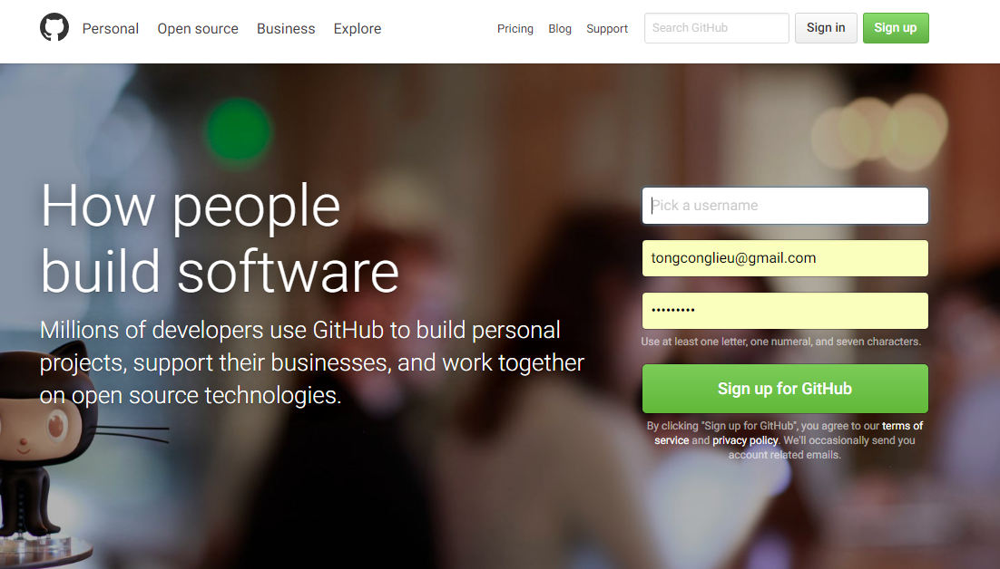 Personal Open source Business Explore Pricing Blog Support Search GitHub Sign in Sign up
How people
build software
Millions of developers use GitHub to build personal
projects, support their businesses, and work together
on open source technologies.
Pick a username
tongconglieu@gmail.com
•••••••••
Use at least one letter, one numeral, and seven characters.
Sign up for GitHub
By clicking "Sign up for GitHub", you agree to our terms of
service and privacy policy. We'll occasionally send you
account related emails.